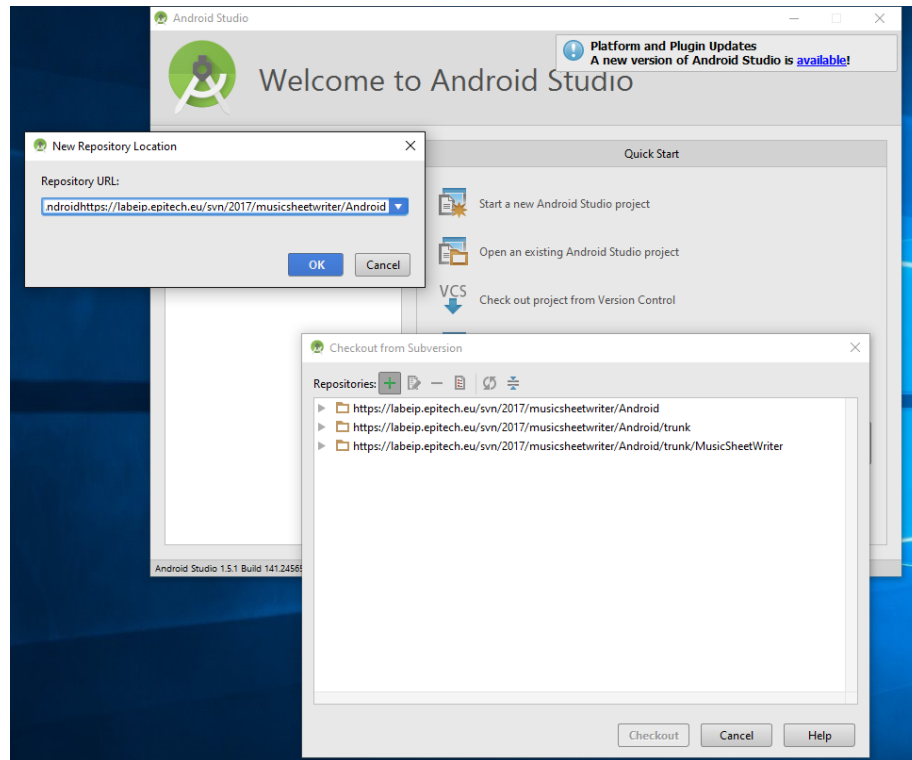 Android Studio
Platform and Plugin Updates
A new version of Android Studio is available!
Welcome to Android Studio
New Repository Location
Repository URL:
ndroidhttps://labeip.epitech.eu/svn/2017/musicsheetwriter/Android
OK
Cancel
Quick Start
Start a new Android Studio project
Open an existing Android Studio project
VCS
Check out project from Version Control
Checkout from Subversion
Repositories:
https://labeip.epitech.eu/svn/2017/musicsheetwriter/Android
https://labeip.epitech.eu/svn/2017/musicsheetwriter/Android/trunk
https://labeip.epitech.eu/svn/2017/musicsheetwriter/Android/trunk/MusicSheetWriter
Android Studio 1.5.1 Build 141.24565
Checkout
Cancel
Help